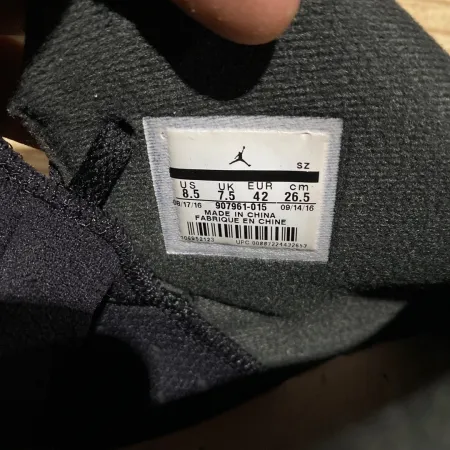 SZ
US UK EUR cm
8.5 7.5 42 26.5
08/17/16 907961-015 09/14/16
MADE IN CHINA
FABRIQUE EN CHINE
UPC